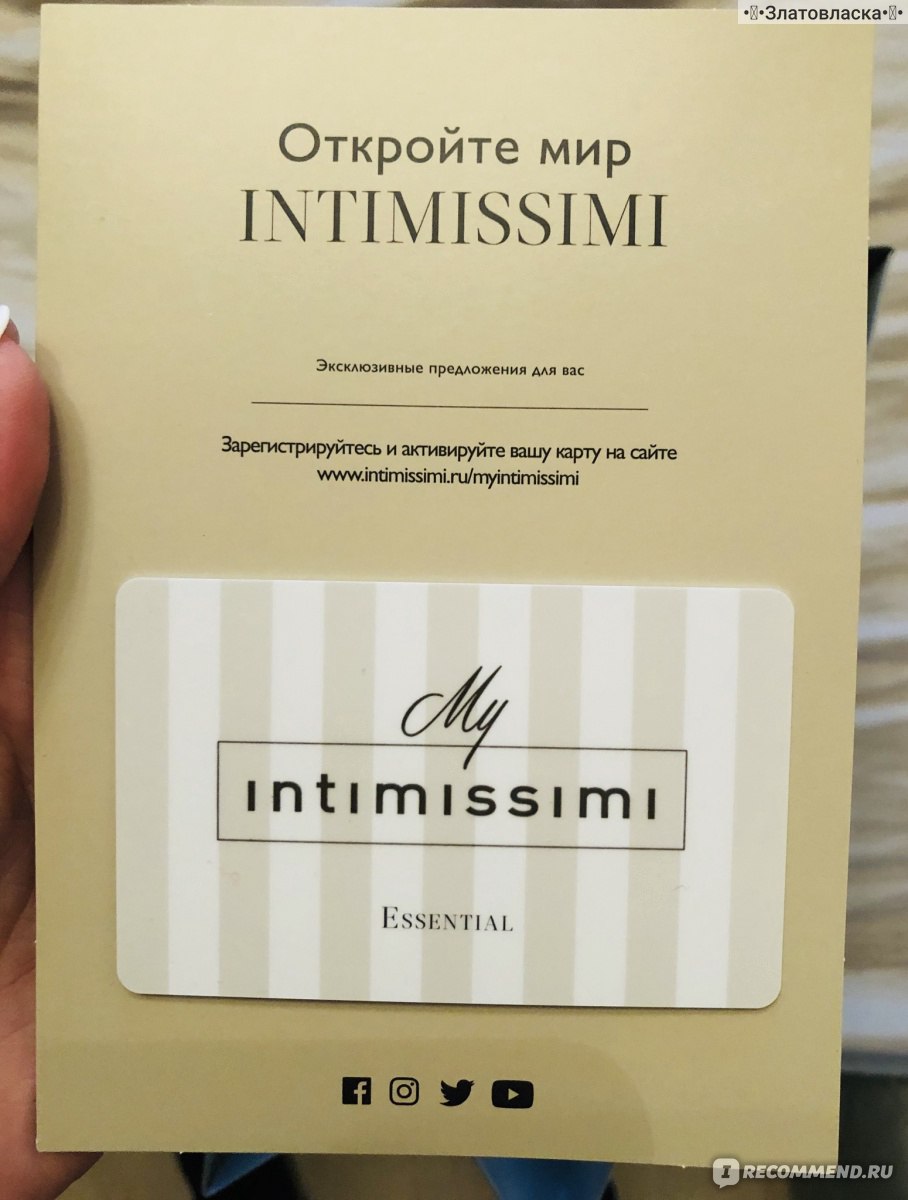 •Златовласка•
Откройте мир
INTIMISSIMI
Эксклюзивные предложения для вас
Зарегистрируйтесь и активируйте вашу карту на сайте
www.intimissimi.ru/myintimissimi
My
intimissimi
ESSENTIAL
I RECOMMEND.RU